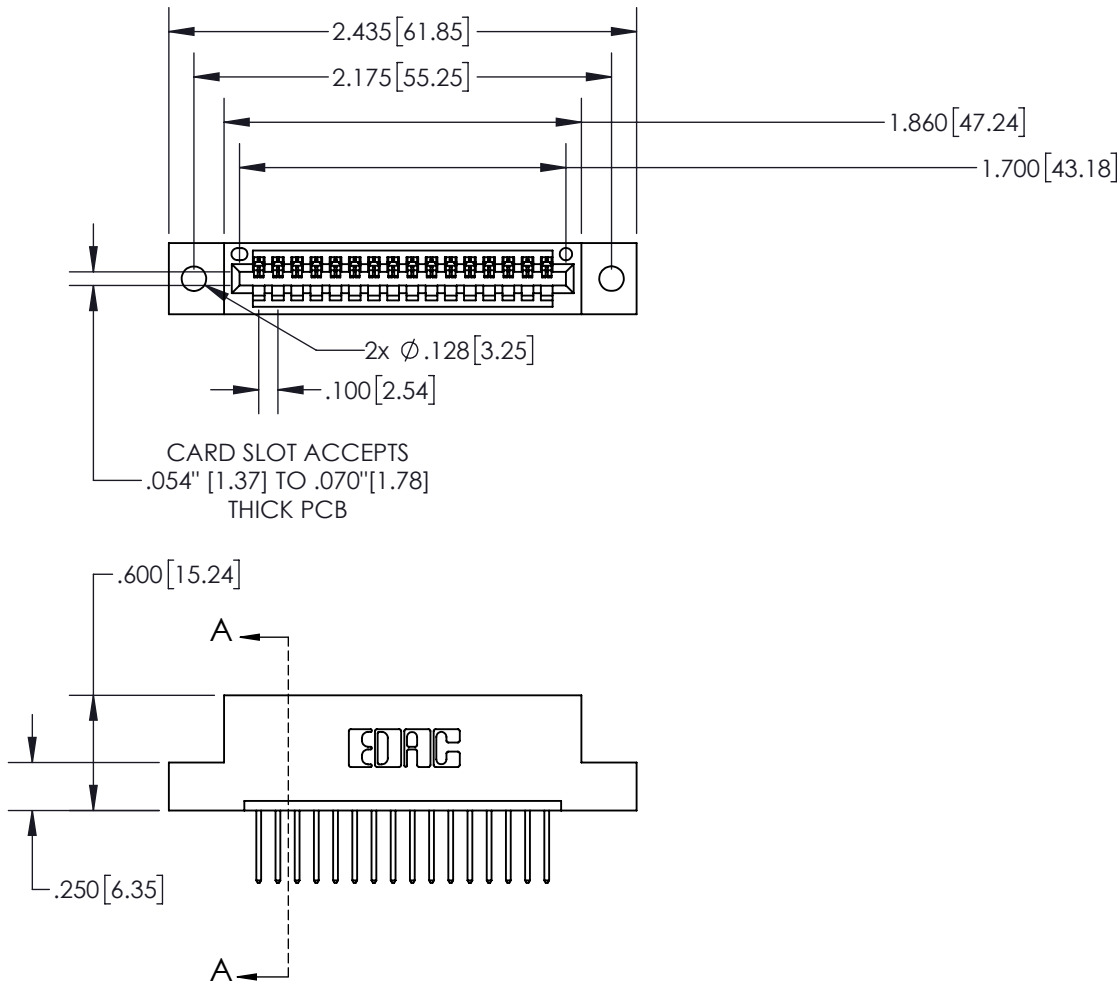 2.435[61.85]
2.175[55.25]
1.860[47.24]
1.700[43.18]
2x Ø.128[3.25]
.100[2.54]
CARD SLOT ACCEPTS
.054" [1.37] TO .070"[1.78]
THICK PCB
.600[15.24]
A
EDAC
.250[6.35]
A